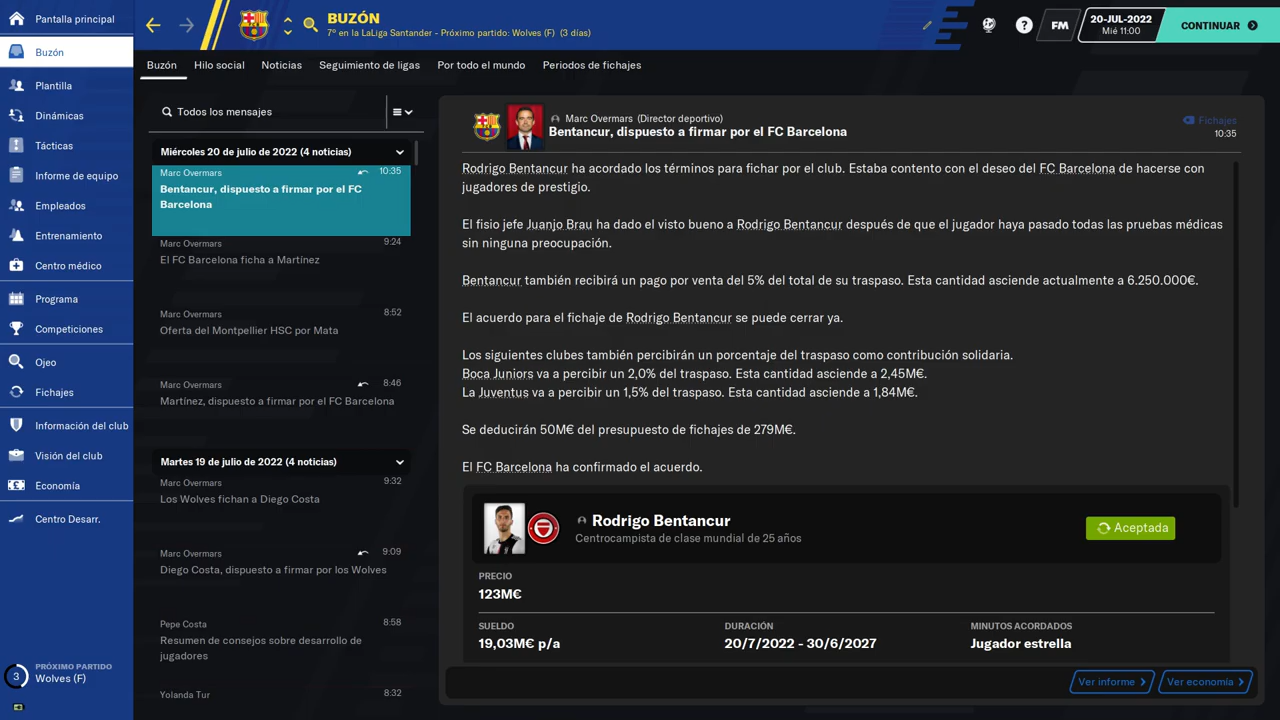 Pantalla principal
BUZÓN
7º en la LaLiga Santander - Próximo partido: Wolves (F) (3 días)
FM
20-JUL-2022
Mié 11:00
CONTINUAR
Buzón
Plantilla
Dinámicas
Tácticas
Informe de equipo
Empleados
Entrenamiento
Centro médico
Programa
Competiciones
Ojeo
Fichajes
Información del club
Visión del club
Economía
Centro Desarr.
3
PRÓXIMO PARTIDO
Wolves (F)
Buzón Hilo social Noticias Seguimiento de ligas Por todo el mundo Periodos de fichajes
Todos los mensajes
Miércoles 20 de julio de 2022 (4 noticias)
Marc Overmars 10:35
Bentancur, dispuesto a firmar por el FC
Barcelona
Marc Overmars 9:24
El FC Barcelona ficha a Martínez
Marc Overmars 8:52
Oferta del Montpellier HSC por Mata
Marc Overmars 8:46
Martínez, dispuesto a firmar por el FC Barcelona
Martes 19 de julio de 2022 (4 noticias)
Marc Overmars 9:32
Los Wolves fichan a Diego Costa
Marc Overmars 9:09
Diego Costa, dispuesto a firmar por los Wolves
Pepe Costa 8:58
Resumen de consejos sobre desarrollo de
jugadores
Yolanda Tur 8:32
Marc Overmars (Director deportivo)
Bentancur, dispuesto a firmar por el FC Barcelona
Fichajes
10:35
Rodrigo Bentancur ha acordado los términos para fichar por el club. Estaba contento con el deseo del FC Barcelona de hacerse con
jugadores de prestigio.
El fisio jefe Juanjo Brau ha dado el visto bueno a Rodrigo Bentancur después de que el jugador haya pasado todas las pruebas médicas
sin ninguna preocupación.
Bentancur también recibirá un pago por venta del 5% del total de su traspaso. Esta cantidad asciende actualmente a 6.250.000€.
El acuerdo para el fichaje de Rodrigo Bentancur se puede cerrar ya.
Los siguientes clubes también percibirán un porcentaje del traspaso como contribución solidaria.
Boca Juniors va a percibir un 2,0% del traspaso. Esta cantidad asciende a 2,45M€.
La Juventus va a percibir un 1,5% del traspaso. Esta cantidad asciende a 1,84M€.
Se deducirán 50M€ del presupuesto de fichajes de 279M€.
El FC Barcelona ha confirmado el acuerdo.
Rodrigo Bentancur
Centrocampista de clase mundial de 25 años
Aceptada
PRECIO
123M€
SUELDO DURACIÓN MINUTOS ACORDADOS
19,03M€ p/a 20/7/2022 - 30/6/2027 Jugador estrella
Ver informe Ver economía